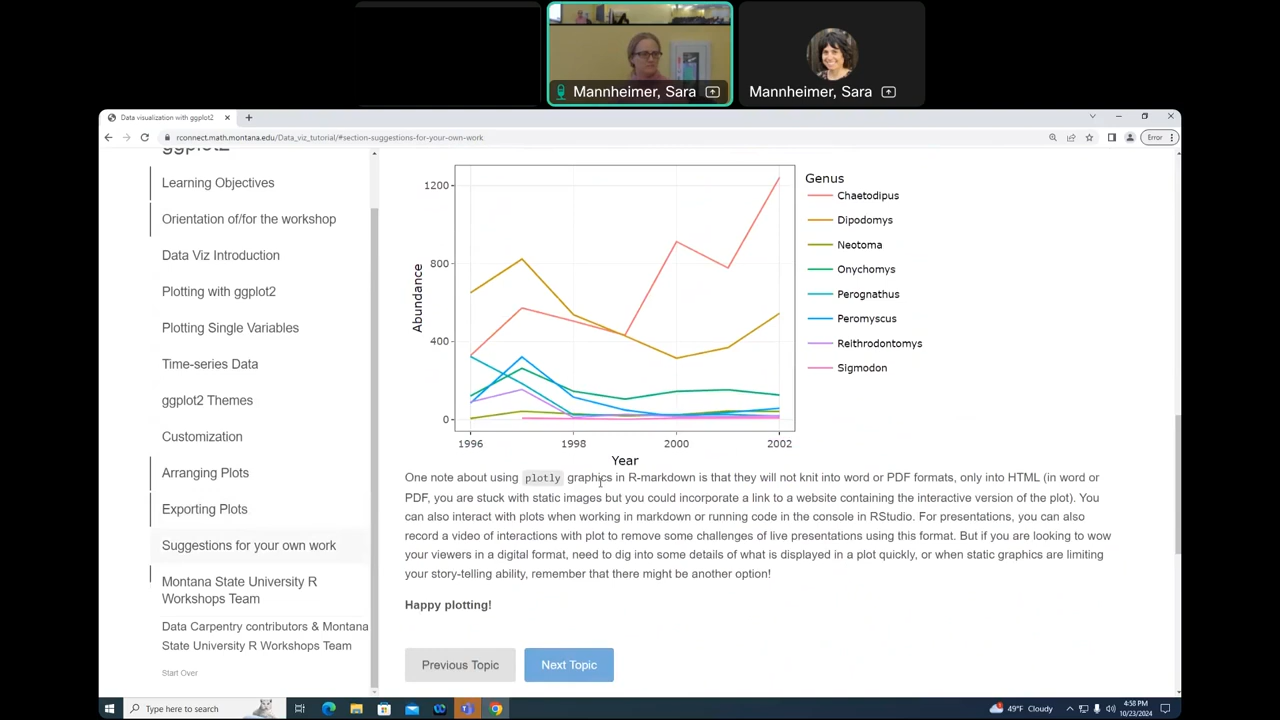 Mannheimer, Sara
Mannheimer, Sara
Data visualization with ggplot2
rconnect.math.montana.edu/Data_viz_tutorial/#section-suggestions-for-your-own-work
Error
ggplot2
Learning Objectives
Orientation of/for the workshop
Data Viz Introduction
Plotting with ggplot2
Plotting Single Variables
Time-series Data
ggplot2 Themes
Customization
Arranging Plots
Exporting Plots
Suggestions for your own work
Montana State University R
Workshops Team
Data Carpentry contributors & Montana
State University R Workshops Team
Start Over
Abundance
1200
800
400
0
1996
1998
2000
2002
Year
Genus
Chaetodipus
Dipodomys
Neotoma
Onychomys
Perognathus
Peromyscus
Reithrodontomys
Sigmodon
One note about using plotly graphics in R-markdown is that they will not knit into word or PDF formats, only into HTML (in word or
PDF, you are stuck with static images but you could incorporate a link to a website containing the interactive version of the plot). You
can also interact with plots when working in markdown or running code in the console in RStudio. For presentations, you can also
record a video of interactions with plot to remove some challenges of live presentations using this format. But if you are looking to wow
your viewers in a digital format, need to dig into some details of what is displayed in a plot quickly, or when static graphics are limiting
your story-telling ability, remember that there might be another option!
Happy plotting!
Previous Topic
Next Topic
Type here to search
49°F Cloudy
4:58 PM
10/23/2024